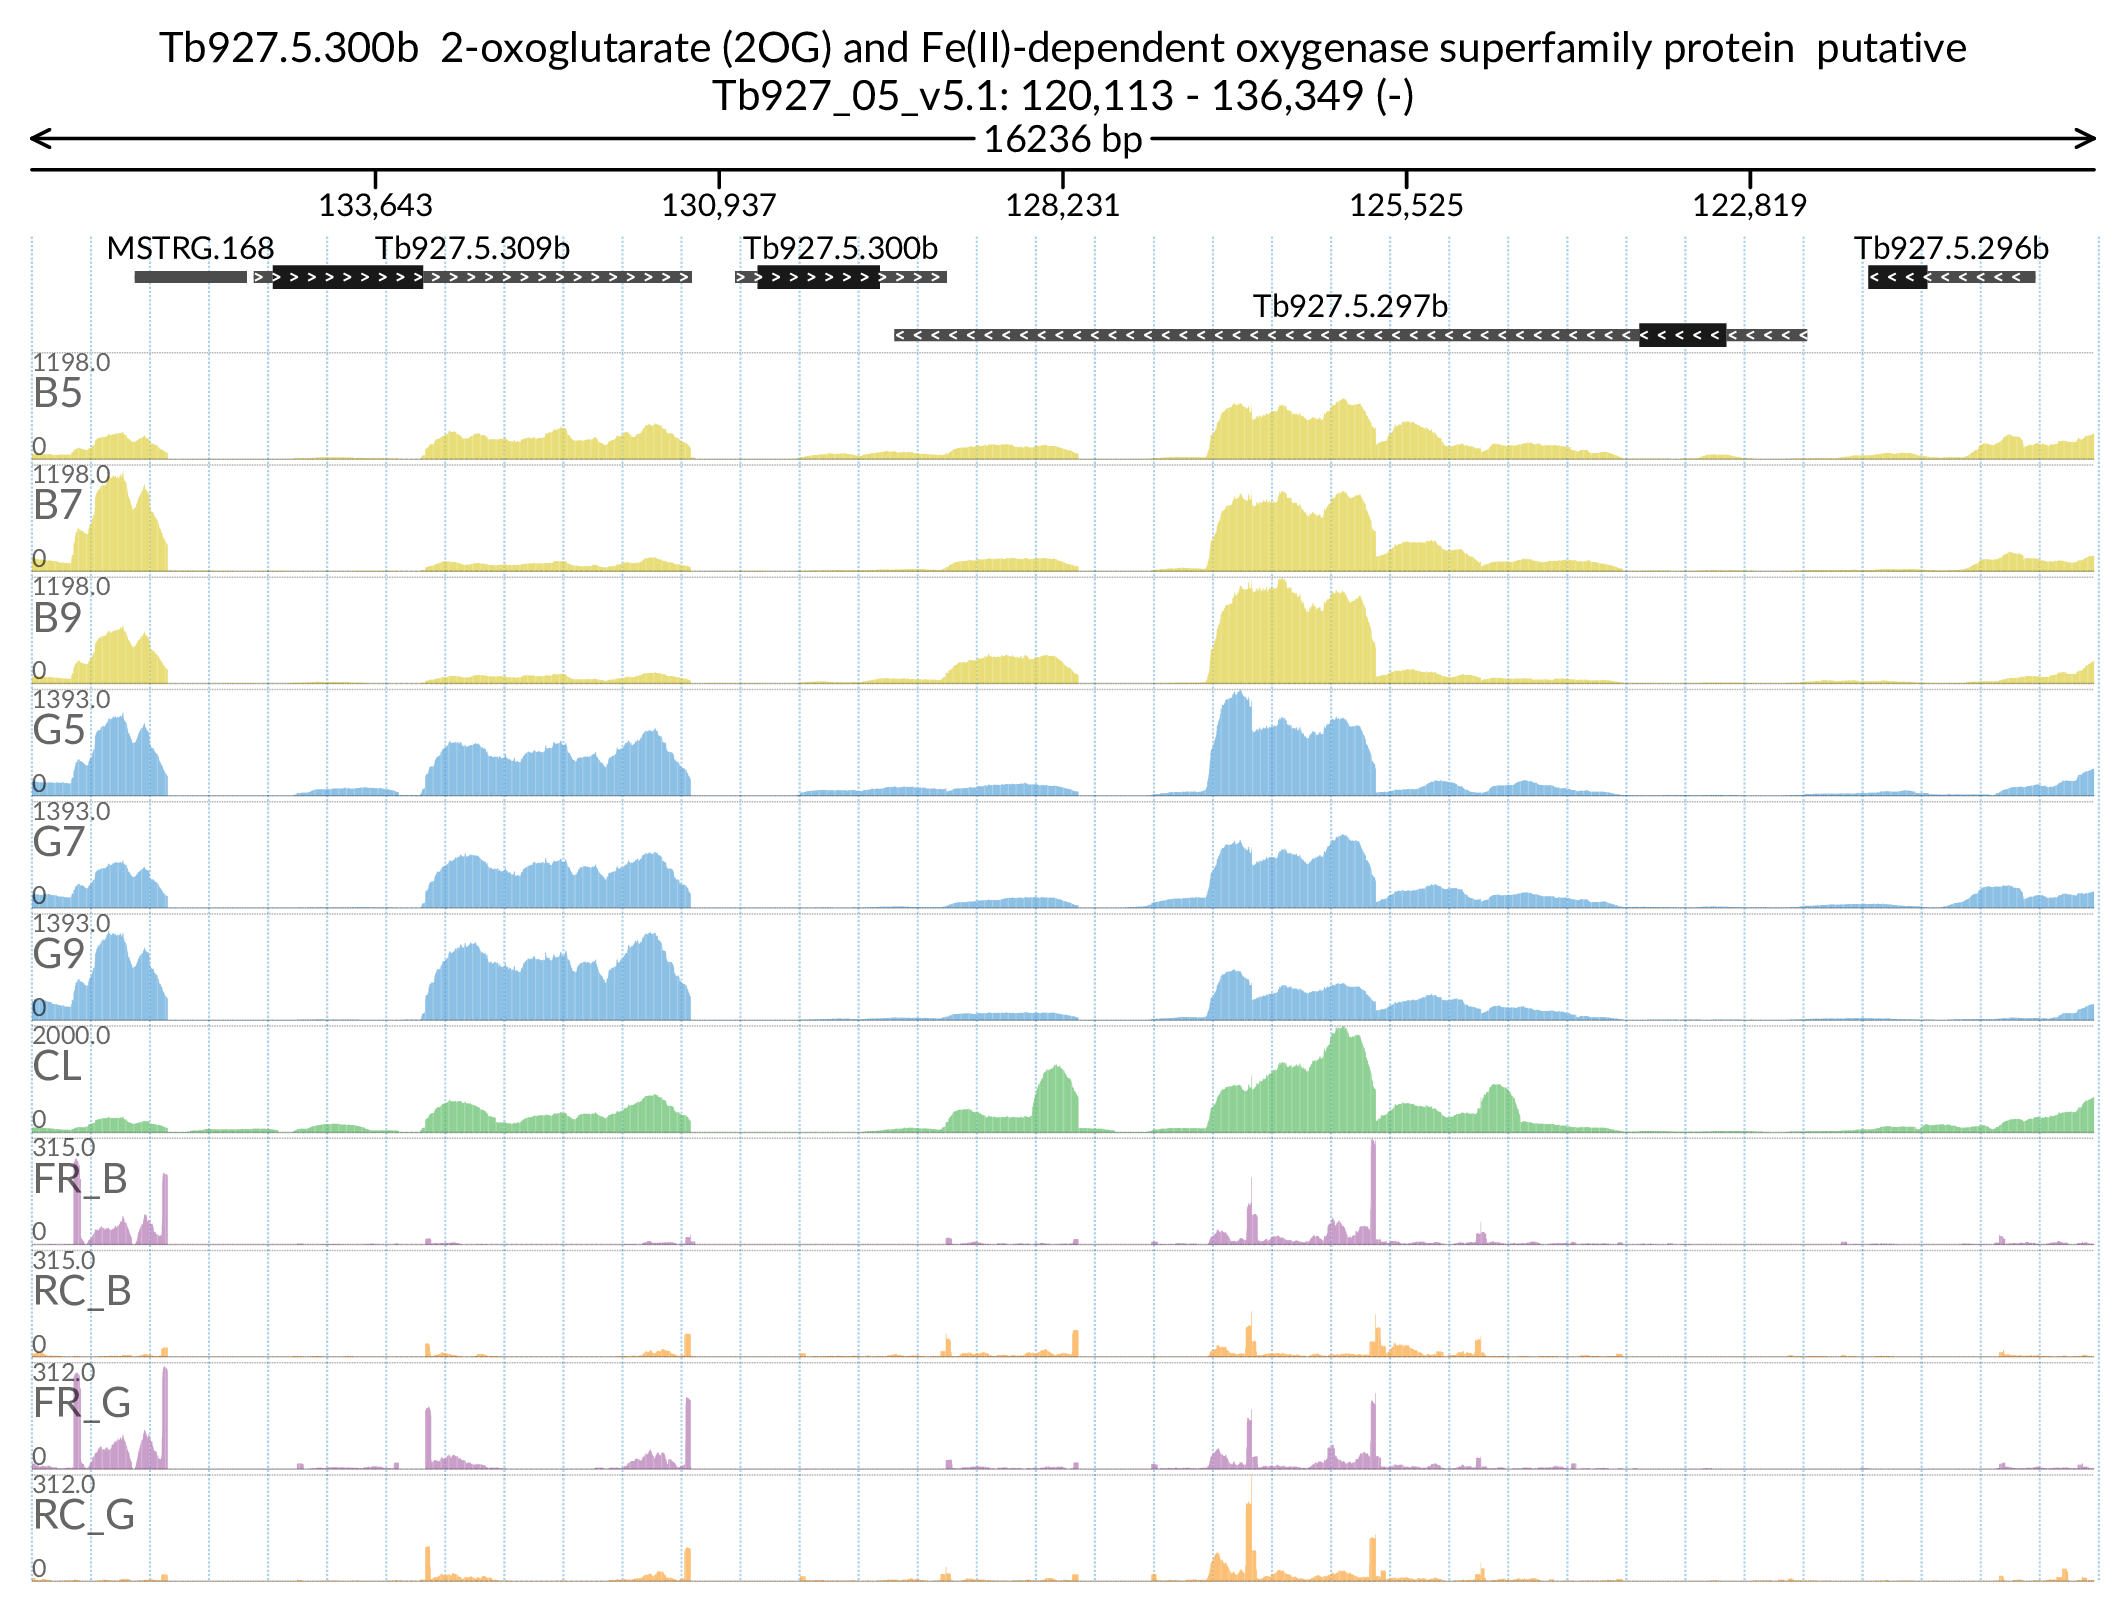 Tb927.5.300b  2-oxoglutarate (2OG) and Fe(II)-dependent oxygenase superfamily protein  putative
Tb927_05_v5.1: 120,113 - 136,349 (-)
16236 bp
133,643 130,937 128,231 125,525 122,819
MSTRG.168 Tb927.5.309b Tb927.5.300b Tb927.5.296b
Tb927.5.297b
1198.0
B5
0
1198.0
B7
0
1198.0
B9
0
1393.0
G5
0
1393.0
G7
0
1393.0
G9
0
2000.0
CL
0
315.0
FR_B
0
315.0
RC_B
0
312.0
FR_G
0
312.0
RC_G
0